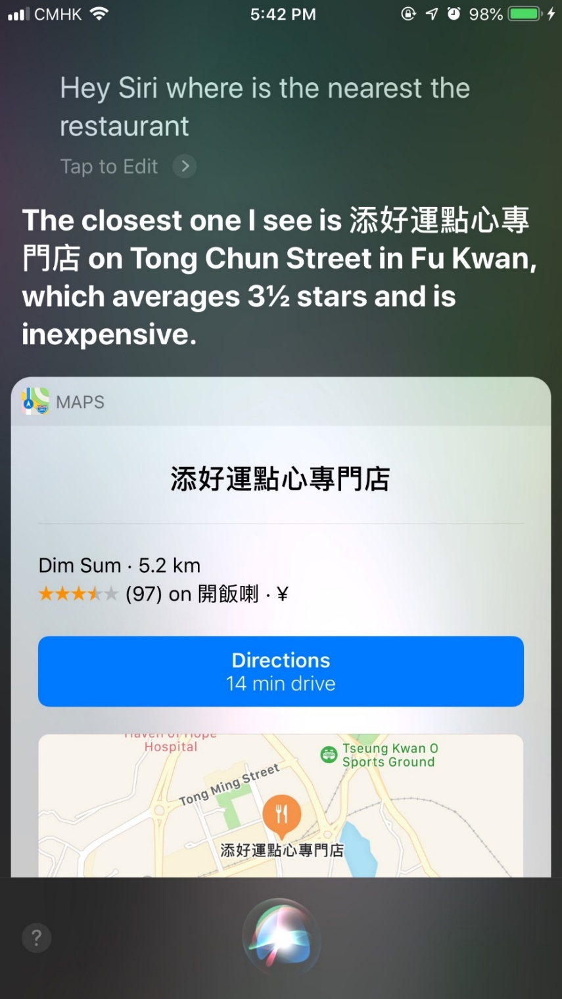 CMHK
5:42 PM
98%
Hey Siri where is the nearest the
restaurant
Tap to Edit
The closest one I see is 添好運點心專
門店 on Tong Chun Street in Fu Kwan,
which averages 3½ stars and is
inexpensive.
MAPS
添好運點心專門店
Dim Sum · 5.2 km
(97) on 開飯喇 · ¥
Directions
14 min drive
Haven of Hope
Hospital
Tseung Kwan O
Sports Ground
Tong Ming Street
添好運點心專門店
?